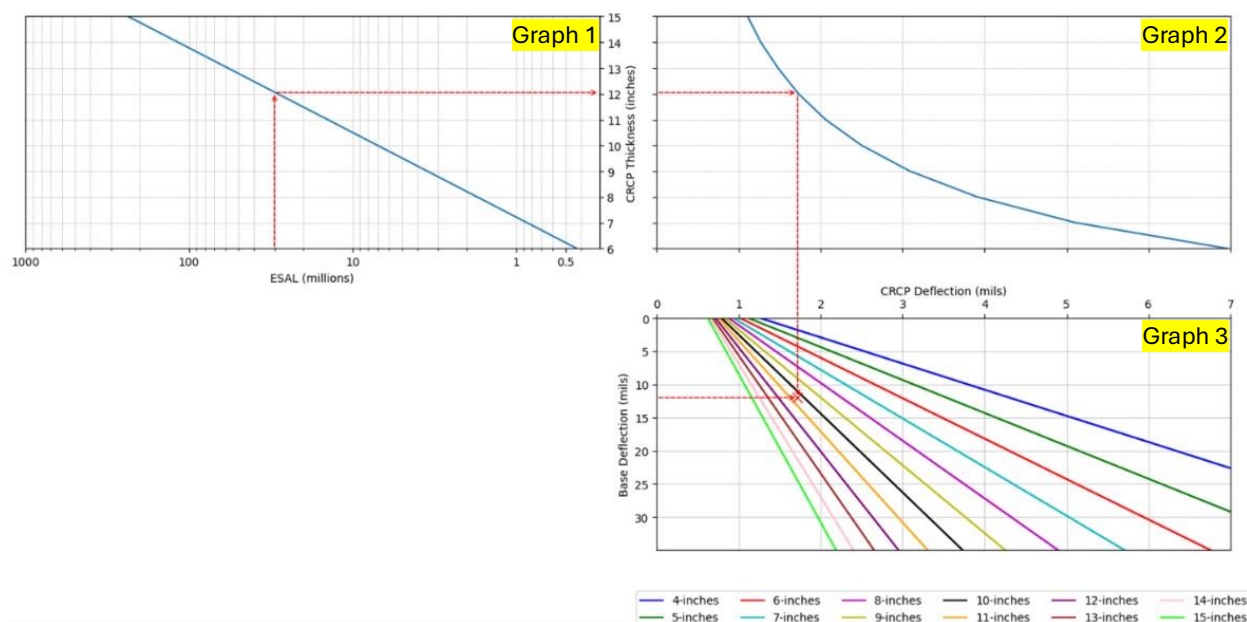 Graph 1
15
14
13
12
11
10
9
8
7
6
CRCP Thickness (inches)
1000 100 10 1 0.5
ESAL (millions)
Graph 2
CRCP Deflection (mils)
0 1 2 3 4 5 6 7
Graph 3
0
5
10
15
20
25
30
Base Deflection (mils)
4-inches 6-inches 8-inches 10-inches 12-inches 14-inches
5-inches 7-inches 9-inches 11-inches 13-inches 15-inches